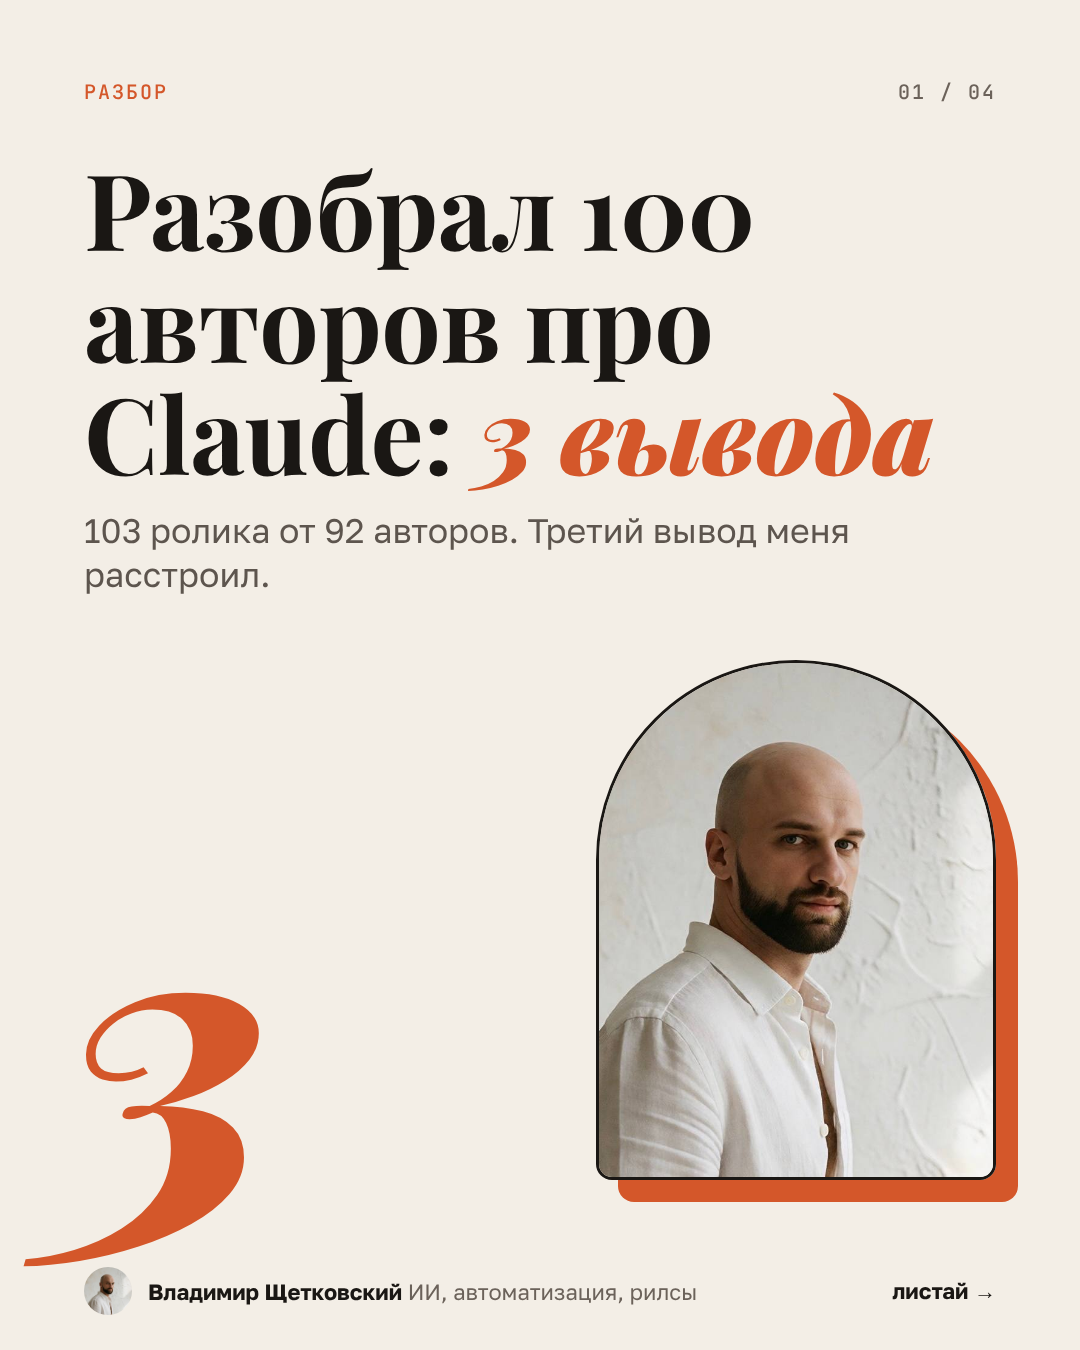 РАЗБОР
01 / 04
Разобрал 100
авторов про
Claude: 3 вывода
103 ролика от 92 авторов. Третий вывод меня
расстроил.
3
Владимир Щетковский ИИ, автоматизация, рилсы
листай →